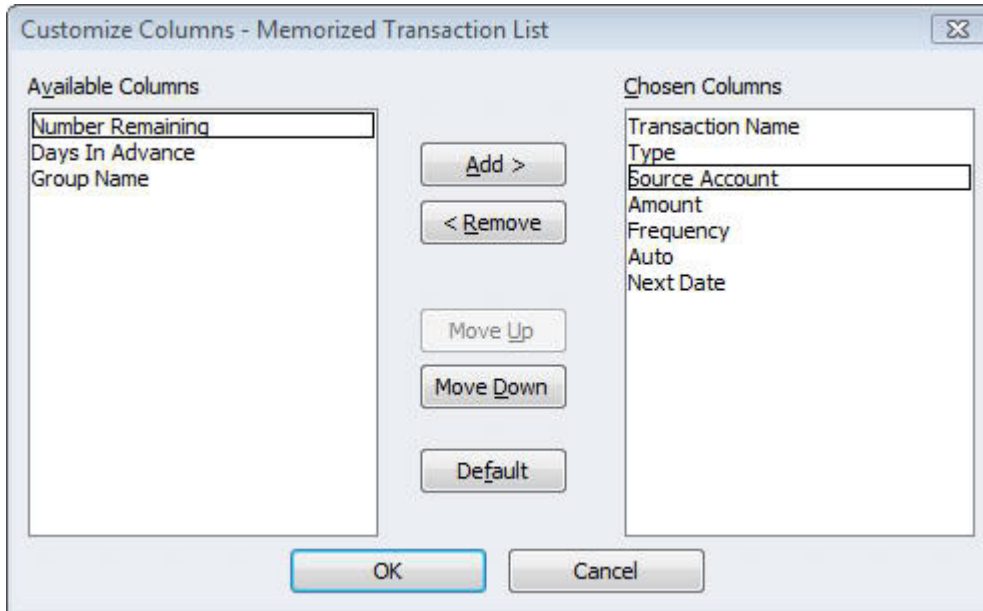 Customize Columns - Memorized Transaction List
Available Columns
Number Remaining
Days In Advance
Group Name
Add >
< Remove
Move Up
Move Down
Default
Chosen Columns
Transaction Name
Type
Source Account
Amount
Frequency
Auto
Next Date
OK
Cancel